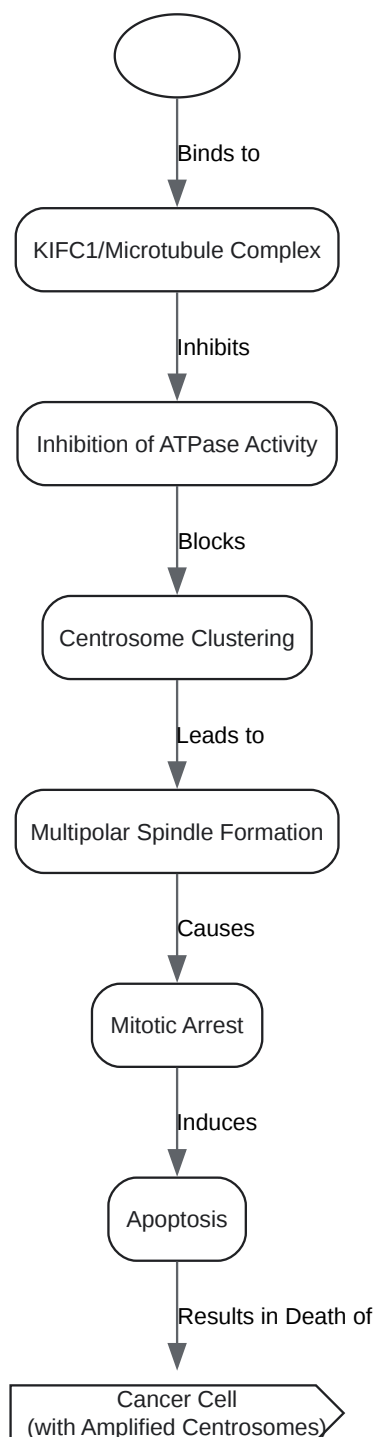 Binds to
KIFC1/Microtubule Complex
Inhibits
Inhibition of ATPase Activity
Blocks
Centrosome Clustering
Leads to
Multipolar Spindle Formation
Causes
Mitotic Arrest
Induces
Apoptosis
Results in Death of
Cancer Cell
(with Amplified Centrosomes)